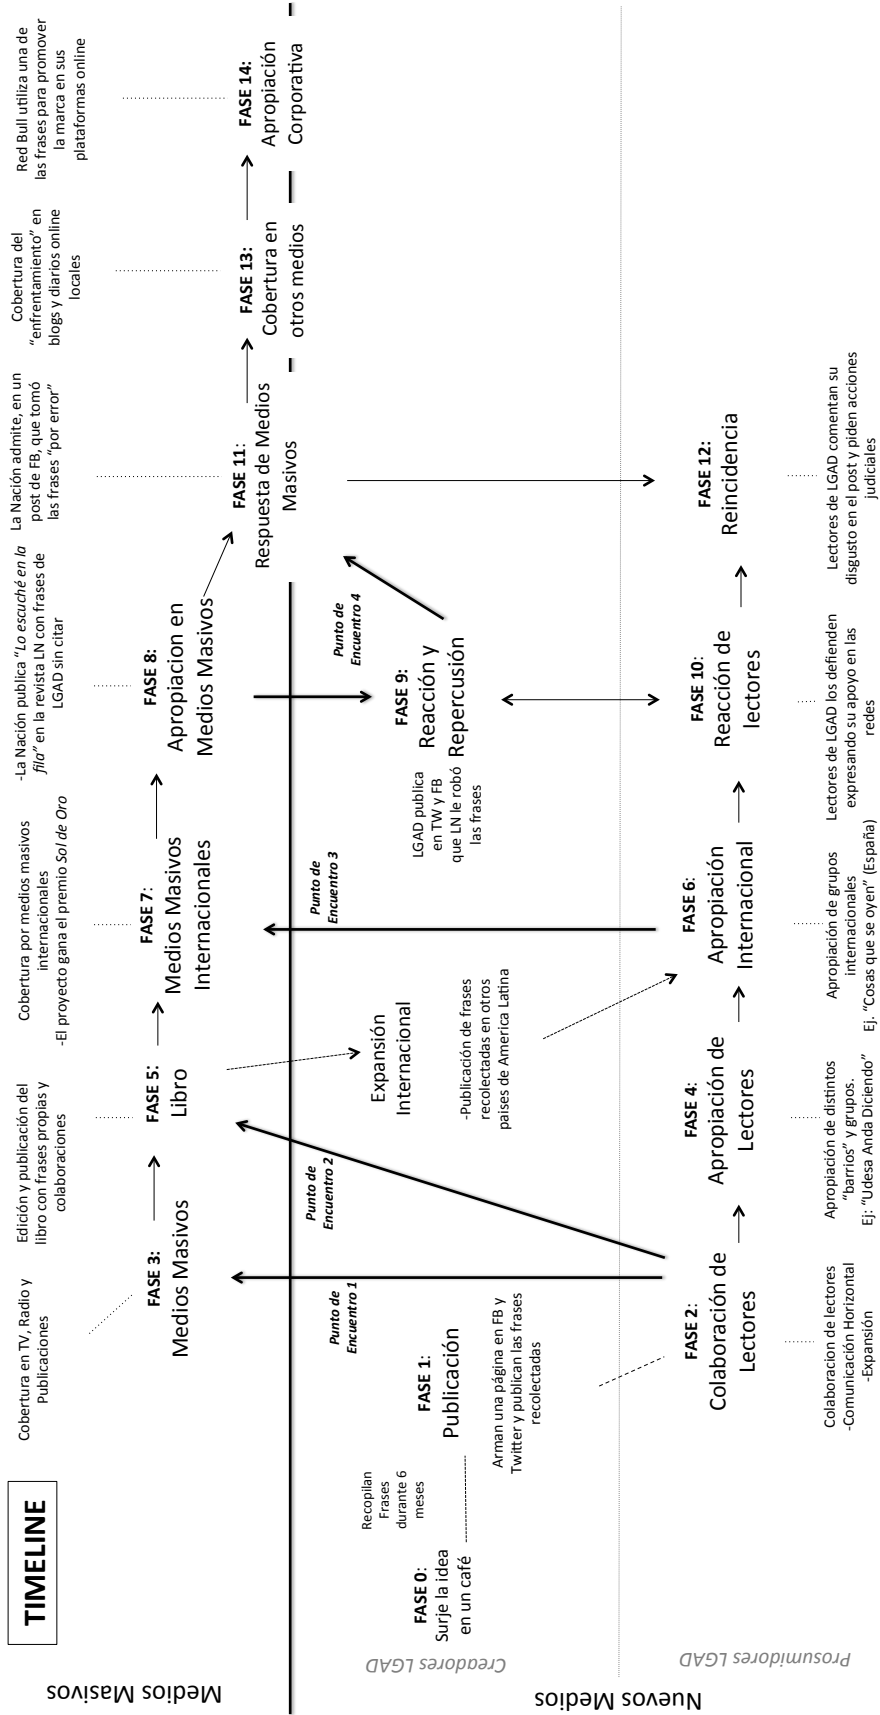 TIMELINE
Medios Masivos
Cobertura en TV, Radio y
Publicaciones
FASE 3:
Medios Masivos
Edición y publicación del
libro con frases propias y
colaboraciones
FASE 5:
Libro
Cobertura por medios masivos
internacionales
-El proyecto gana el premio Sol de Oro
FASE 7:
Medios Masivos
Internacionales
-La Nación publica “Lo escuché en la
fila” en la revista LN con frases de
LGAD sin citar
FASE 8:
Apropiacion en
Medios Masivos
La Nación admite, en un
post de FB, que tomó
las frases “por error”
FASE 11:
Respuesta de Medios
Masivos
Cobertura del
“enfrentamiento” en
blogs y diarios online
locales
FASE 13:
Cobertura en
otros medios
Red Bull utiliza una de
las frases para promover
la marca en sus
plataformas online
FASE 14:
Apropiación
Corporativa
Nuevos Medios
Creadores LGAD
FASE 0:
Surje la idea
en un café
Recopilan
Frases
durante 6
meses
FASE 1:
Publicación
Arman una página en FB y
Twitter y publican las frases
recolectadas
Punto de
Encuentro 1
Punto de
Encuentro 2
Expansión
Internacional
-Publicación de frases
recolectadas en otros
paises de America Latina
Punto de
Encuentro 3
FASE 9:
Reacción y
Repercusión
LGAD publica
en TW y FB
que LN le robó
las frases
Punto de
Encuentro 4
Prosumidores LGAD
FASE 2:
Colaboración de
Lectores
Colaboracion de lectores
-Comunicación Horizontal
-Expansión
FASE 4:
Apropiación de
Lectores
Apropiación de distintos
“barrios” y grupos.
Ej: “Udesa Anda Diciendo”
FASE 6:
Apropiación
Internacional
Apropiación de grupos
internacionales
Ej. “Cosas que se oyen” (España)
FASE 10:
Reacción de
lectores
Lectores de LGAD los defienden
expresando su apoyo en las
redes
FASE 12:
Reincidencia
Lectores de LGAD comentan su
disgusto en el post y piden acciones
judiciales